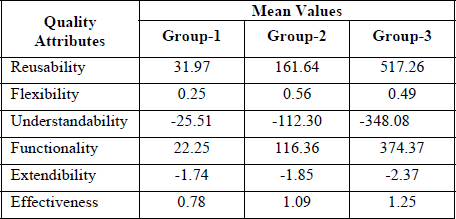 Quality Attributes Mean Values
Group-1 Group-2 Group-3
Reusability 31.97 161.64 517.26
Flexibility 0.25 0.56 0.49
Understandability -25.51 -112.30 -348.08
Functionality 22.25 116.36 374.37
Extendibility -1.74 -1.85 -2.37
Effectiveness 0.78 1.09 1.25